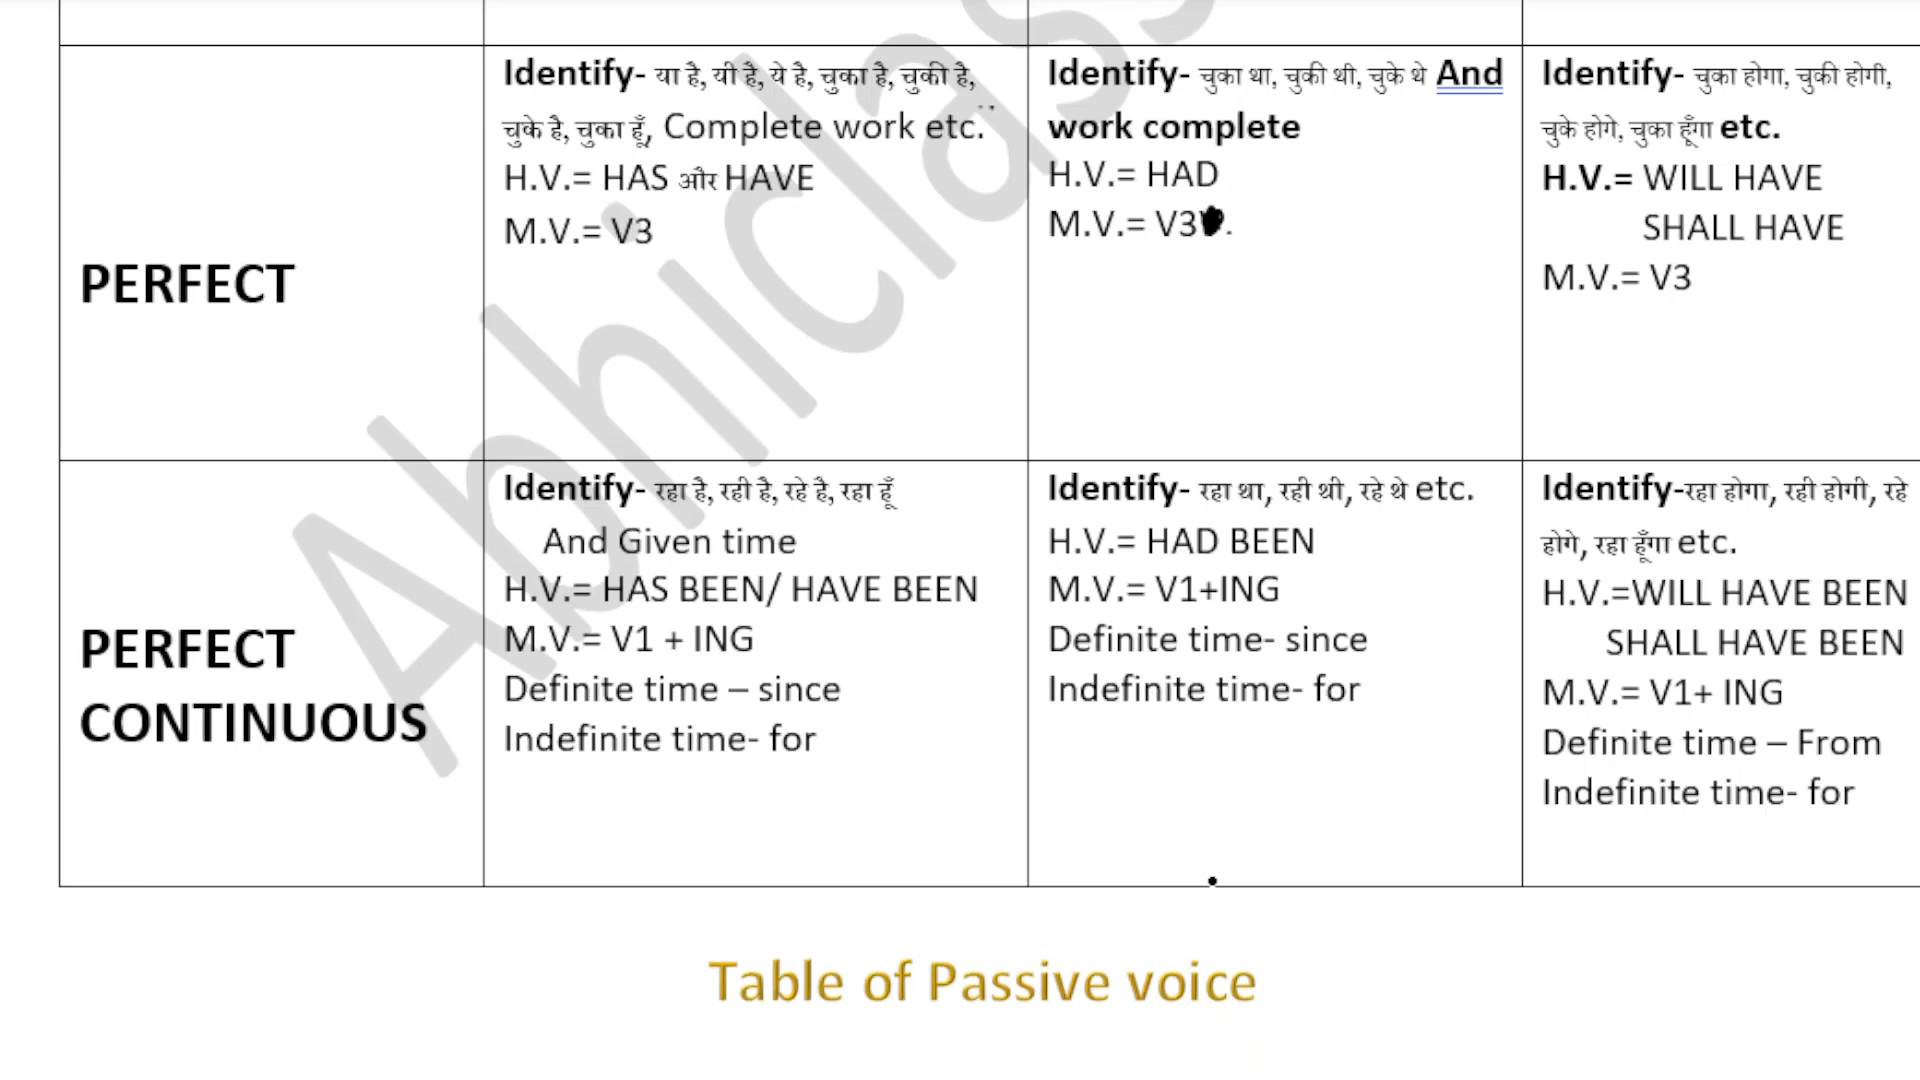 PERFECT
Identify- या है, यी है, ये है, चुका है, चुकी है,
चुके है, चुका हूँ, Complete work etc.
H.V.= HAS और HAVE
M.V.= V3
Identify- चुका था, चुकी थी, चुके थे And
work complete
H.V.= HAD
M.V.= V3
Identify- चुका होगा, चुकी होगी,
चुके होगे, चुका हूँगा etc.
H.V.= WILL HAVE
SHALL HAVE
M.V.= V3
PERFECT
CONTINUOUS
Identify- रहा है, रही है, रहे है, रहा हूँ
And Given time
H.V.= HAS BEEN/ HAVE BEEN
M.V.= V1 + ING
Definite time – since
Indefinite time- for
Identify- रहा था, रही थी, रहे थे etc.
H.V.= HAD BEEN
M.V.= V1+ING
Definite time- since
Indefinite time- for
Identify-रहा होगा, रही होगी, रहे
होगे, रहा हूँगा etc.
H.V.=WILL HAVE BEEN
SHALL HAVE BEEN
M.V.= V1+ ING
Definite time – From
Indefinite time- for
Table of Passive voice
Abhiclass